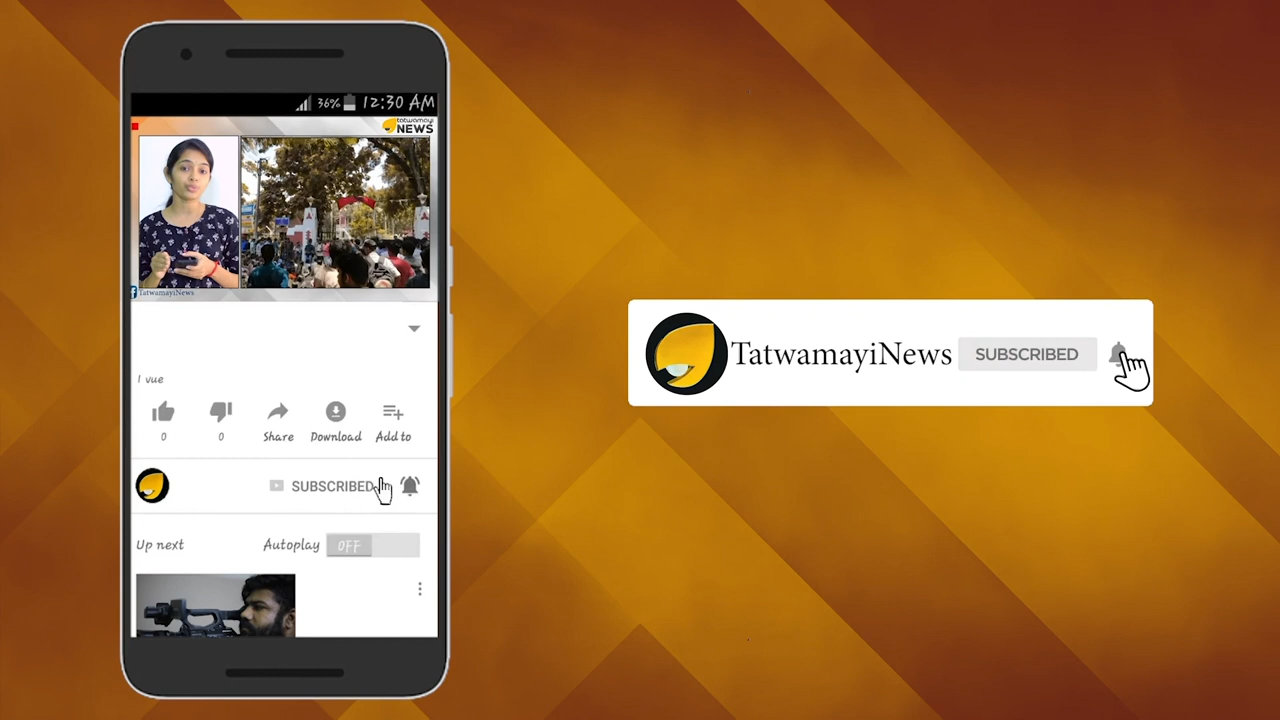 36% 12:30 AM
tatwamayi
NEWS
TatwamayiNews
1 vue
0 0 Share Download Add to
SUBSCRIBED
Up next Autoplay OFF
TatwamayiNews SUBSCRIBED